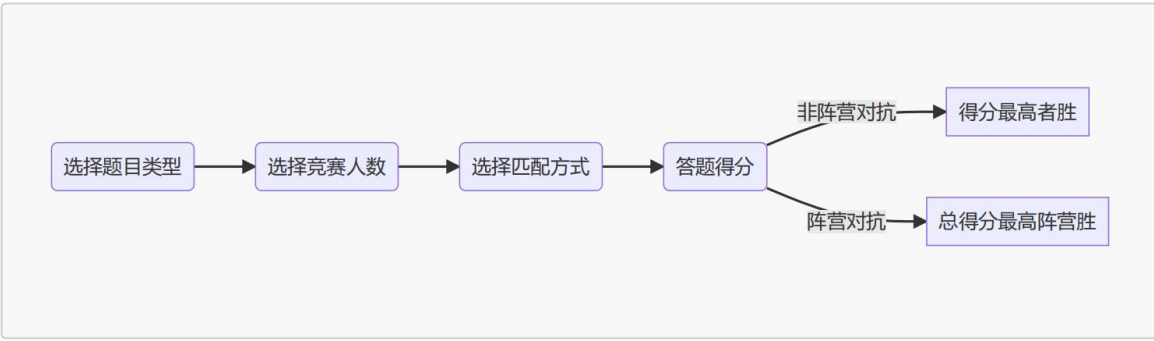 选择题目类型
选择竞赛人数
选择匹配方式
答题得分
非阵营对抗
得分最高者胜
阵营对抗
总得分最高阵营胜